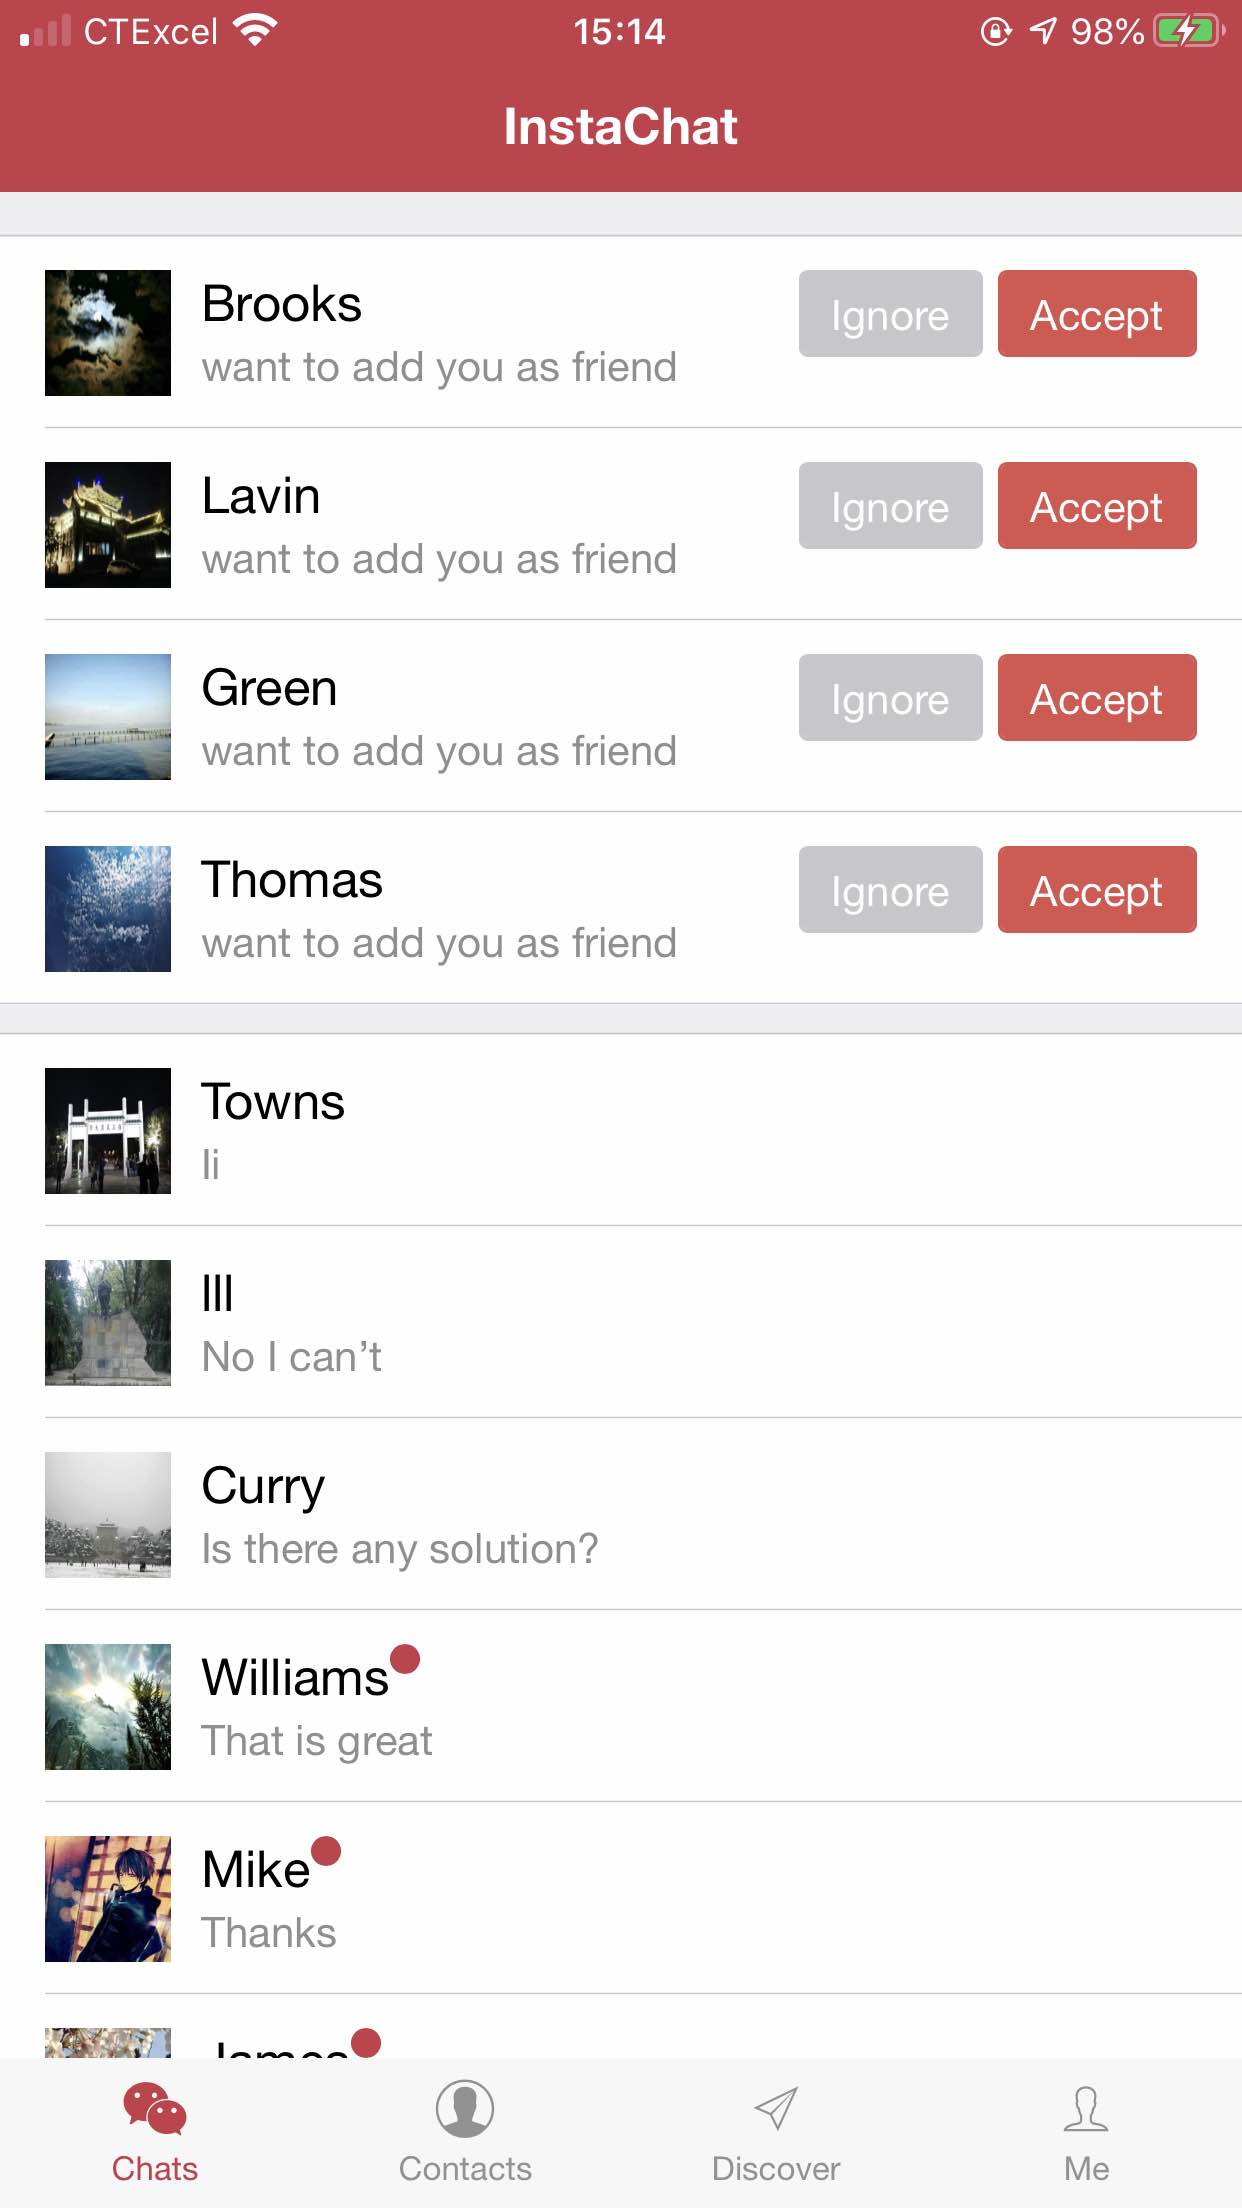 CTExcel 15:14 98%
InstaChat
Brooks
want to add you as friend
Ignore Accept
Lavin
want to add you as friend
Ignore Accept
Green
want to add you as friend
Ignore Accept
Thomas
want to add you as friend
Ignore Accept
Towns
li
lll
No I can’t
Curry
Is there any solution?
Williams
That is great
Mike
Thanks
James
Chats Contacts Discover Me